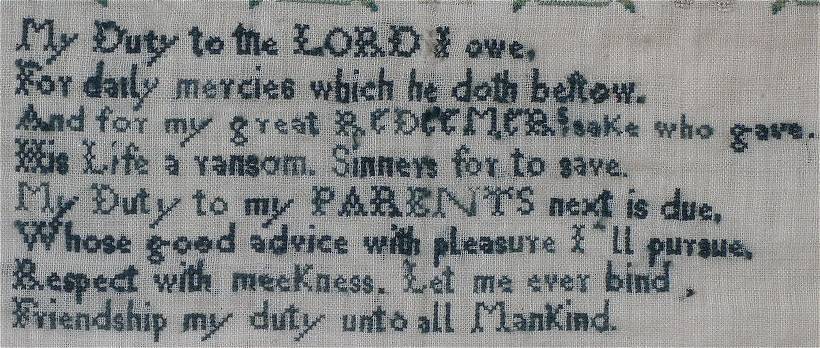 My Duty to the LORD I owe,
For daily mercies which he doth bestow.
And for my great REDEEMERs sake who gave.
His Life a ransom. Sinners for to save.
My Duty to my PARENTS next is due,
Whose good advice with pleasure I'll pursue,
Respect with meekness. Let me ever bind,
Friendship my duty unto all Mankind.